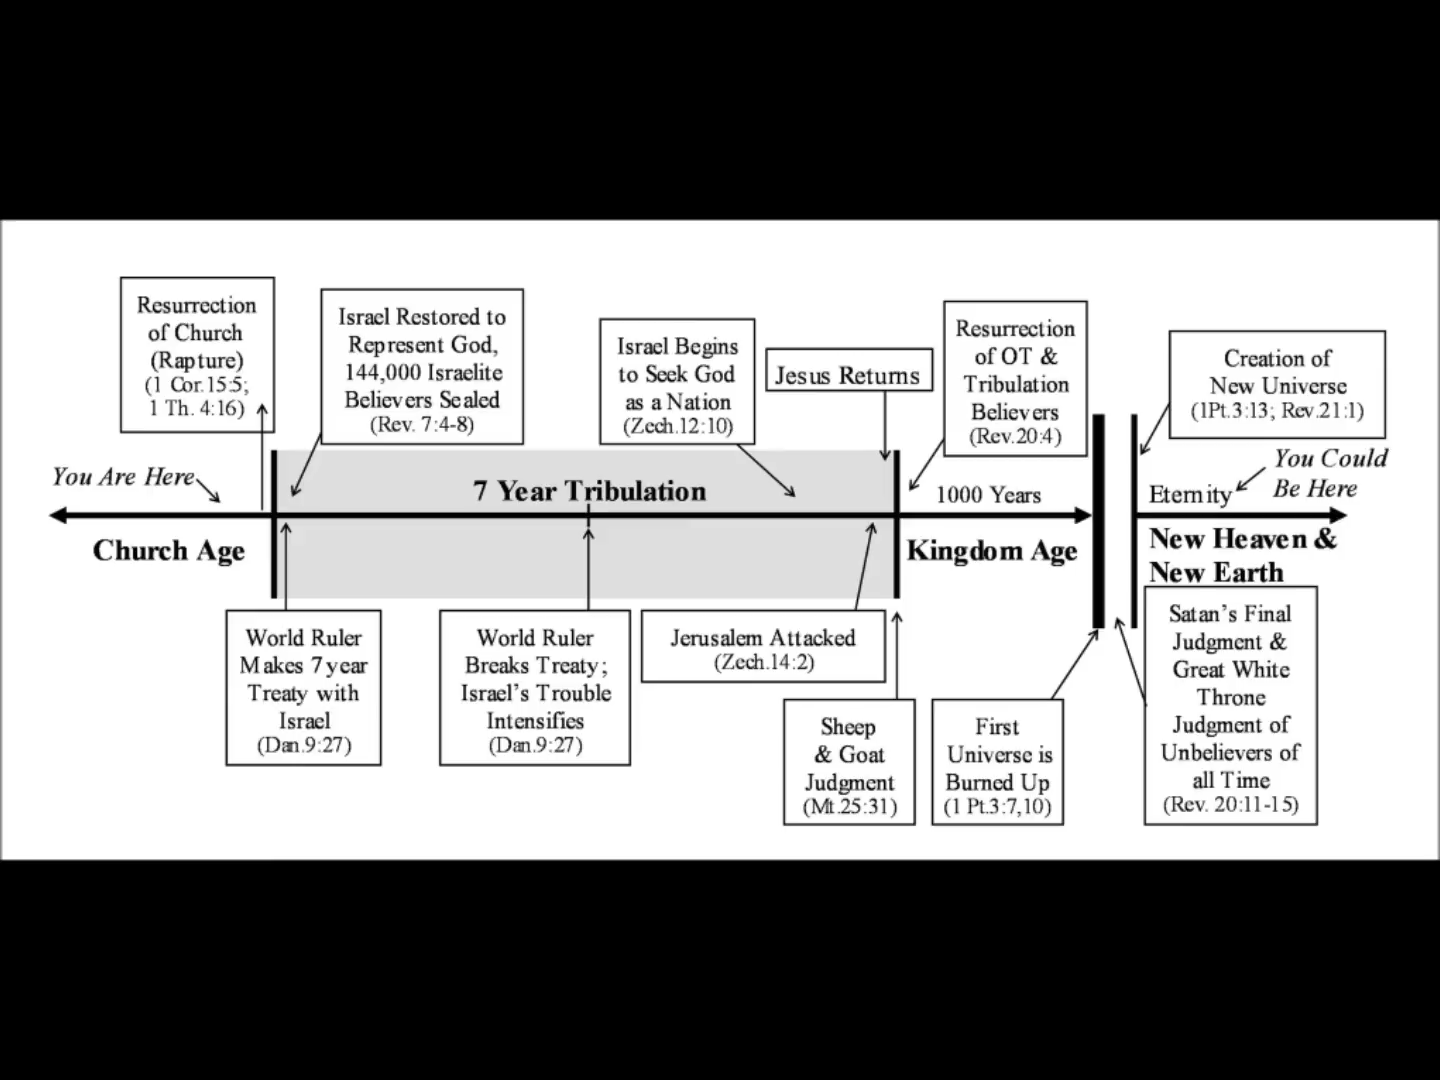 Resurrection
of Church
(Rapture)
(1 Cor.15:5;
1 Th. 4:16)
Israel Restored to
Represent God,
144,000 Israelite
Believers Sealed
(Rev. 7:4-8)
Israel Begins
to Seek God
as a Nation
(Zech.12:10)
Jesus Returns
Resurrection
of OT &
Tribulation
Believers
(Rev.20:4)
Creation of
New Universe
(1Pt.3:13; Rev.21:1)
You Are Here
7 Year Tribulation
1000 Years
Eternity
You Could
Be Here
Church Age
Kingdom Age
New Heaven &
New Earth
World Ruler
Makes 7 year
Treaty with
Israel
(Dan.9:27)
World Ruler
Breaks Treaty;
Israel's Trouble
Intensifies
(Dan.9:27)
Jerusalem Attacked
(Zech.14:2)
Sheep
& Goat
Judgment
(Mt.25:31)
First
Universe is
Burned Up
(1 Pt.3:7,10)
Satan's Final
Judgment &
Great White
Throne
Judgment of
Unbelievers of
all Time
(Rev. 20:11-15)